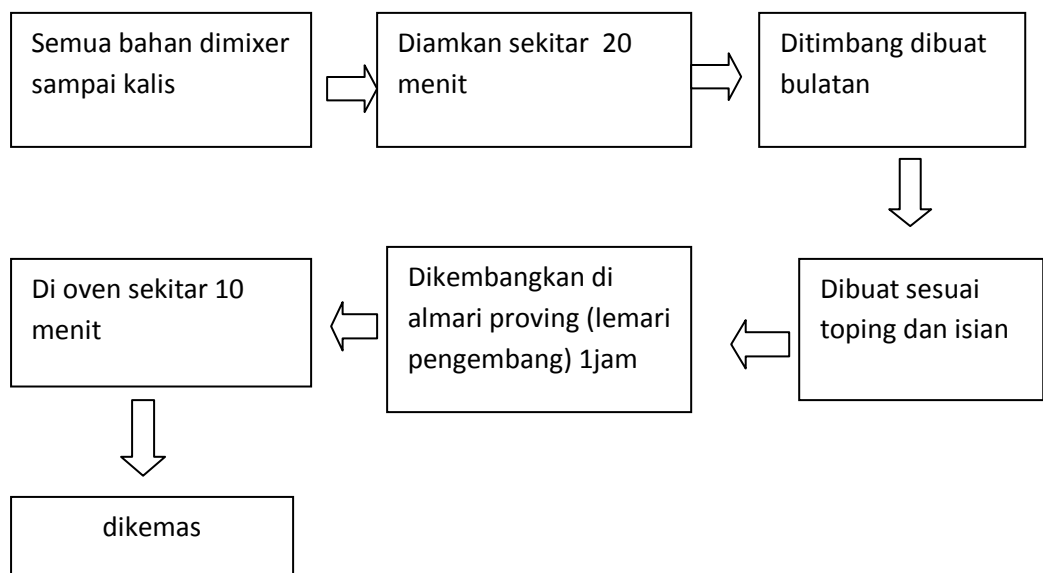 Semua bahan dimixer
sampai kalis
Diamkan sekitar 20
menit
Ditimbang dibuat
bulatan
Dibuat sesuai
toping dan isian
Dikembangkan di
almari proving (lemari
pengembang) 1jam
Di oven sekitar 10
menit
dikemas